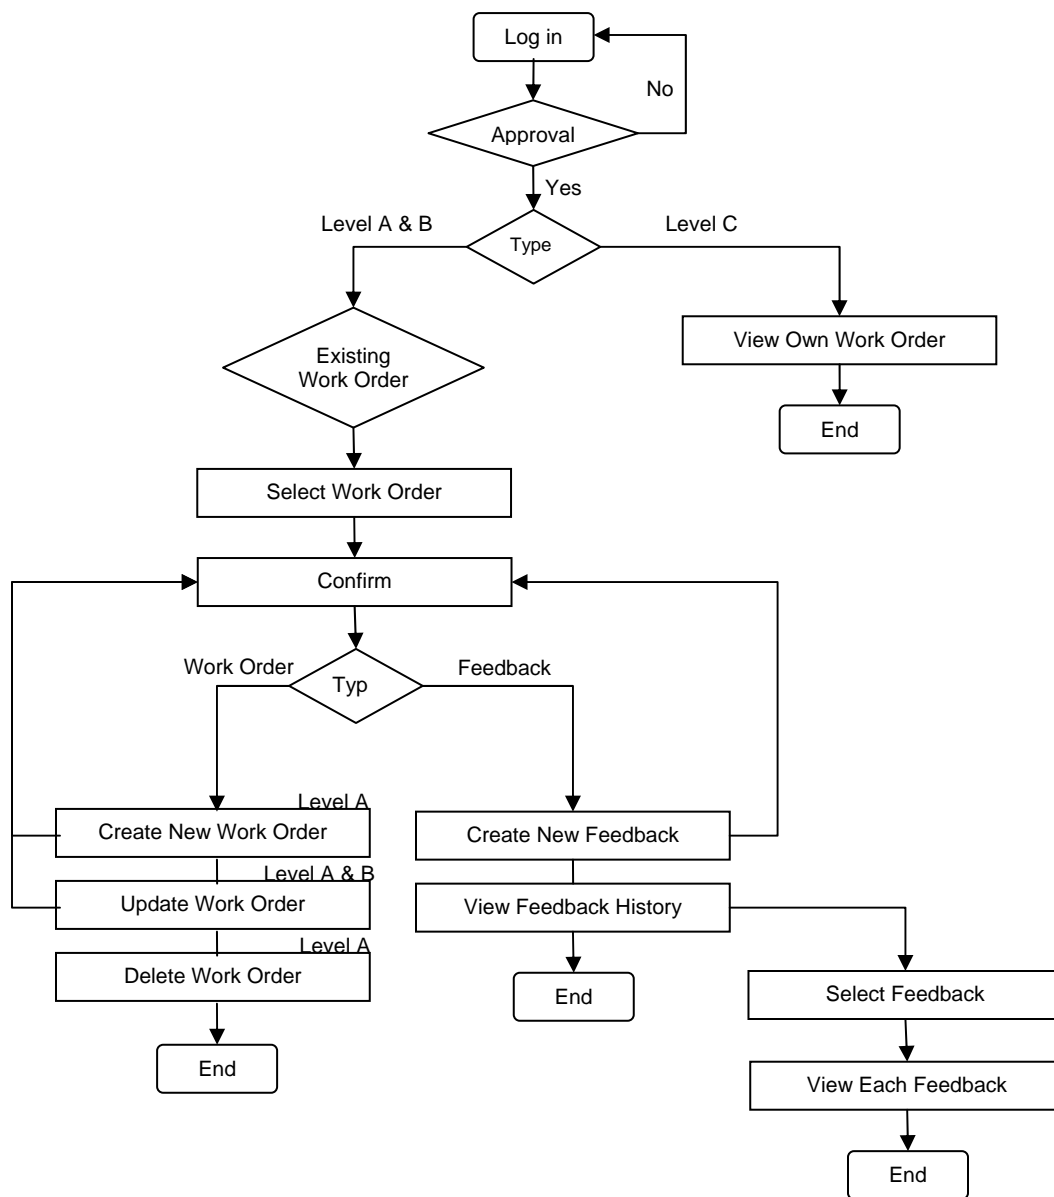 Log in
No
Approval
Yes
Level A & B
Level C
Type
Existing
Work Order
View Own Work Order
End
Select Work Order
Confirm
Work Order
Feedback
Typ
Level A
Create New Work Order
Create New Feedback
Level A & B
Update Work Order
View Feedback History
Level A
Delete Work Order
Select Feedback
End
End
View Each Feedback
End